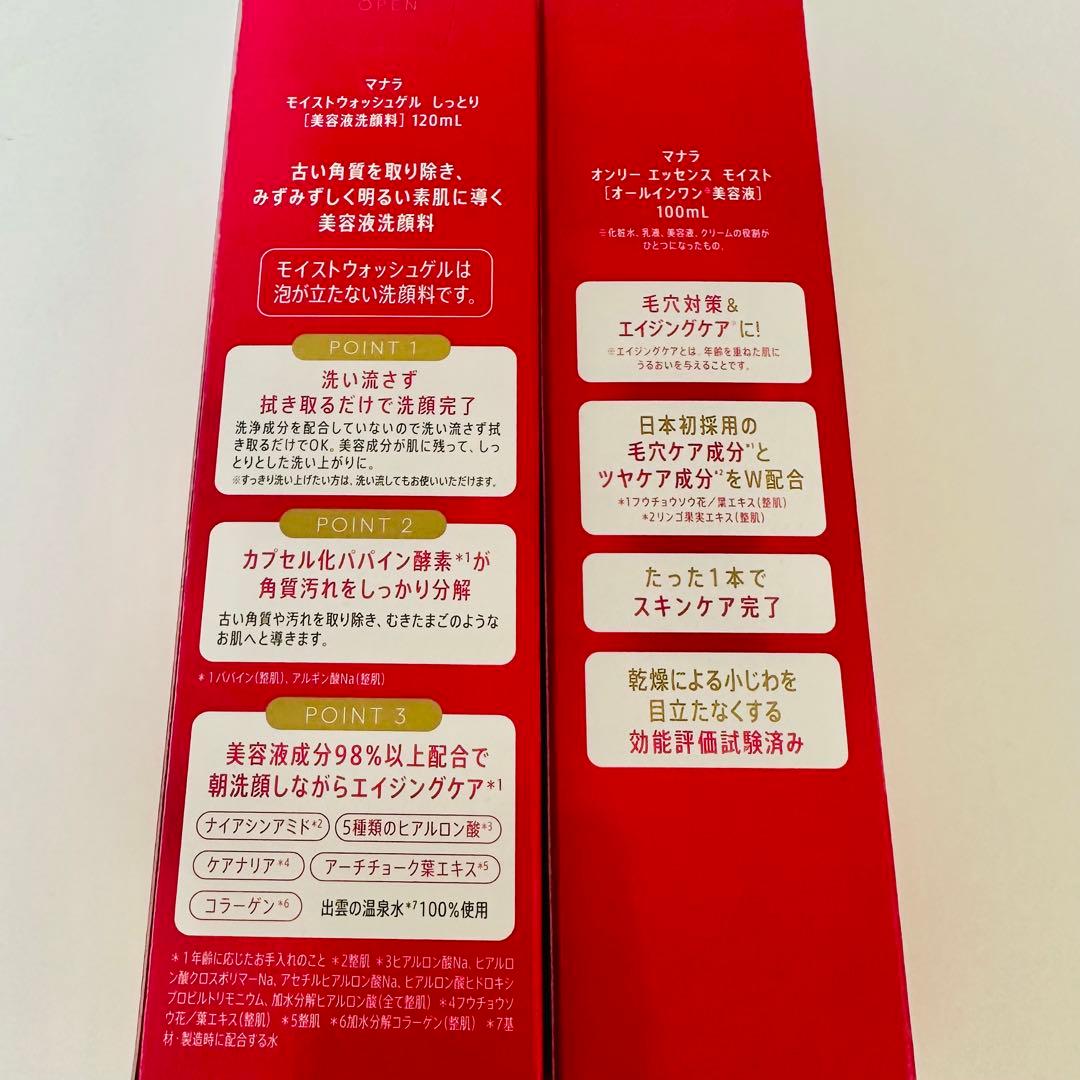 OPEN
マナラ
モイストウォッシュゲル しっとり
[美容液洗顔料] 120mL
古い角質を取り除き、
みずみずしく明るい素肌に導く
美容液洗顔料
モイストウォッシュゲルは
泡が立たない洗顔料です。
POINT 1
洗い流さず
拭き取るだけで洗顔完了
洗浄成分を配合していないので洗い流さず拭
き取るだけでOK。美容成分が肌に残って、しっ
とりとした洗い上がりに。
※すっきり洗い上げたい方は、洗い流してもお使いいただけます。
POINT 2
カプセル化パパイン酵素*1が
角質汚れをしっかり分解
古い角質や汚れを取り除き、むきたまごのような
お肌へと導きます。
*1パパイン(整肌)、アルギン酸Na(整肌)
POINT 3
美容液成分98%以上配合で
朝洗顔しながらエイジングケア*1
ナイアシンアミド*2 5種類のヒアルロン酸*3
ケアナリア*4 アーチチョーク葉エキス*5
コラーゲン*6 出雲の温泉水*7100%使用
*1年齢に応じたお手入れのこと *2整肌 *3ヒアルロン酸Na、ヒアルロ
ン酸クロスポリマーNa、アセチルヒアルロン酸Na、ヒアルロン酸ヒドロキシ
プロピルトリモニウム、加水分解ヒアルロン酸(全て整肌) *4フウチョウソ
ウ花/葉エキス(整肌) *5整肌 *6加水分解コラーゲン(整肌) *7基
材・製造時に配合する水
マナラ
オンリー エッセンス モイスト
[オールインワン※美容液]
100mL
※化粧水、乳液、美容液、クリームの役割が
ひとつになったもの。
毛穴対策&
エイジングケア※に!
※エイジングケアとは、年齢を重ねた肌に
うるおいを与えることです。
日本初採用の
毛穴ケア成分*1と
ツヤケア成分*2をW配合
*1フウチョウソウ花/葉エキス(整肌)
*2リンゴ果実エキス(整肌)
たった1本で
スキンケア完了
乾燥による小じわを
目立たなくする
効能評価試験済み